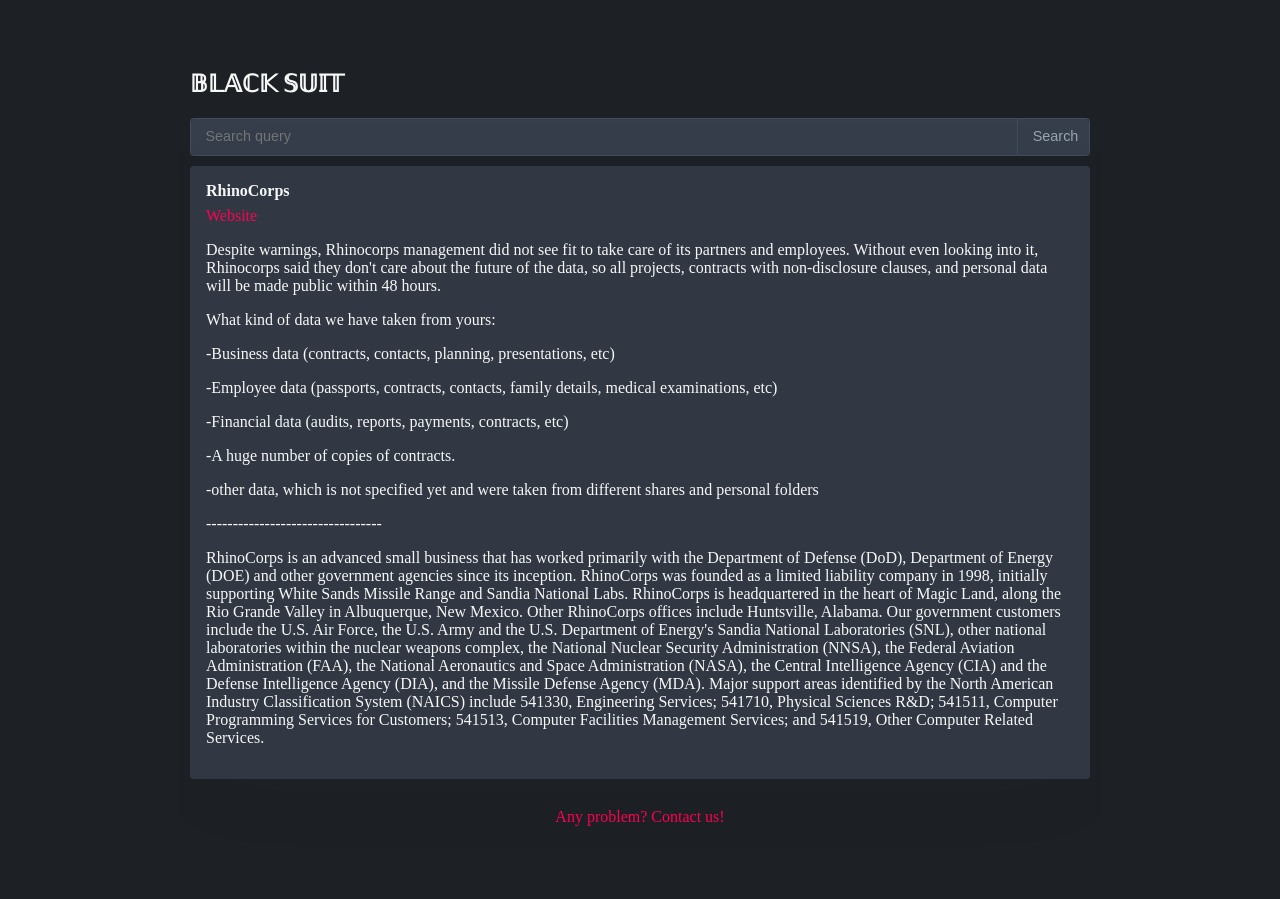 𝔹𝕃𝔸ℂ𝕂 𝕊𝕌𝕀𝕋
Search query
Search
RhinoCorps
Website
Despite warnings, Rhinocorps management did not see fit to take care of its partners and employees. Without even looking into it,
Rhinocorps said they don't care about the future of the data, so all projects, contracts with non-disclosure clauses, and personal data
will be made public within 48 hours.
What kind of data we have taken from yours:
-Business data (contracts, contacts, planning, presentations, etc)
-Employee data (passports, contracts, contacts, family details, medical examinations, etc)
-Financial data (audits, reports, payments, contracts, etc)
-A huge number of copies of contracts.
-other data, which is not specified yet and were taken from different shares and personal folders
---------------------------------
RhinoCorps is an advanced small business that has worked primarily with the Department of Defense (DoD), Department of Energy
(DOE) and other government agencies since its inception. RhinoCorps was founded as a limited liability company in 1998, initially
supporting White Sands Missile Range and Sandia National Labs. RhinoCorps is headquartered in the heart of Magic Land, along the
Rio Grande Valley in Albuquerque, New Mexico. Other RhinoCorps offices include Huntsville, Alabama. Our government customers
include the U.S. Air Force, the U.S. Army and the U.S. Department of Energy's Sandia National Laboratories (SNL), other national
laboratories within the nuclear weapons complex, the National Nuclear Security Administration (NNSA), the Federal Aviation
Administration (FAA), the National Aeronautics and Space Administration (NASA), the Central Intelligence Agency (CIA) and the
Defense Intelligence Agency (DIA), and the Missile Defense Agency (MDA). Major support areas identified by the North American
Industry Classification System (NAICS) include 541330, Engineering Services; 541710, Physical Sciences R&D; 541511, Computer
Programming Services for Customers; 541513, Computer Facilities Management Services; and 541519, Other Computer Related
Services.
Any problem? Contact us!